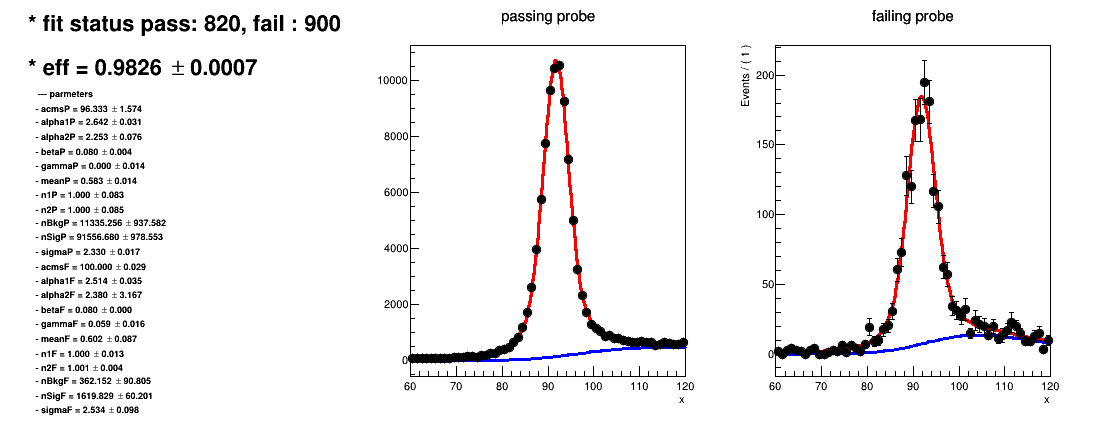 * fit status pass: 820, fail : 900
* eff = 0.9826 ± 0.0007
--- parmeters
- acmsP = 96.333 ± 1.574
- alpha1P = 2.642 ± 0.031
- alpha2P = 2.253 ± 0.076
- betaP = 0.080 ± 0.004
- gammaP = 0.000 ± 0.014
- meanP = 0.583 ± 0.014
- n1P = 1.000 ± 0.083
- n2P = 1.000 ± 0.085
- nBkgP = 11335.256 ± 937.582
- nSigP = 91556.680 ± 978.553
- sigmaP = 2.330 ± 0.017
- acmsF = 100.000 ± 0.029
- alpha1F = 2.514 ± 0.035
- alpha2F = 2.380 ± 3.167
- betaF = 0.080 ± 0.000
- gammaF = 0.059 ± 0.016
- meanF = 0.602 ± 0.087
- n1F = 1.000 ± 0.013
- n2F = 1.001 ± 0.004
- nBkgF = 362.152 ± 90.805
- nSigF = 1619.829 ± 60.201
- sigmaF = 2.534 ± 0.098
passing probe
10000
8000
6000
4000
2000
0
60 70 80 90 100 110 120
x
failing probe
Events / ( 1 )
200
150
100
50
0
60 70 80 90 100 110 120
x